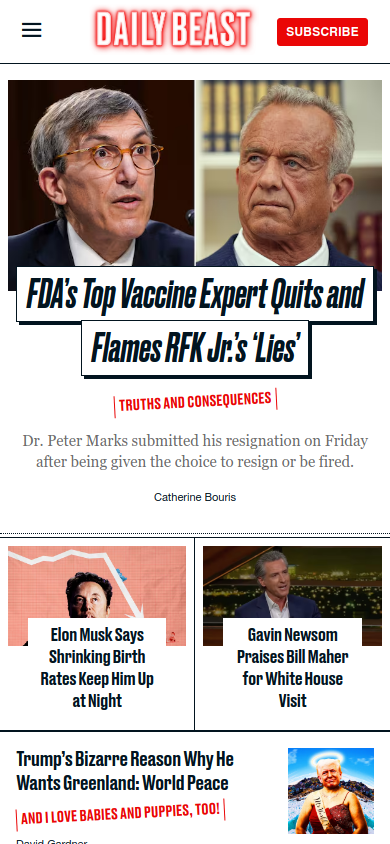 DAILY BEAST
SUBSCRIBE
FDA's Top Vaccine Expert Quits and
Flames RFK Jr.'s ‘Lies’
TRUTHS AND CONSEQUENCES
Dr. Peter Marks submitted his resignation on Friday
after being given the choice to resign or be fired.
Catherine Bouris
Elon Musk Says
Shrinking Birth
Rates Keep Him Up
at Night
Gavin Newsom
Praises Bill Maher
for White House
Visit
Trump's Bizarre Reason Why He
Wants Greenland: World Peace
AND I LOVE BABIES AND PUPPIES, TOO!
David Gardner